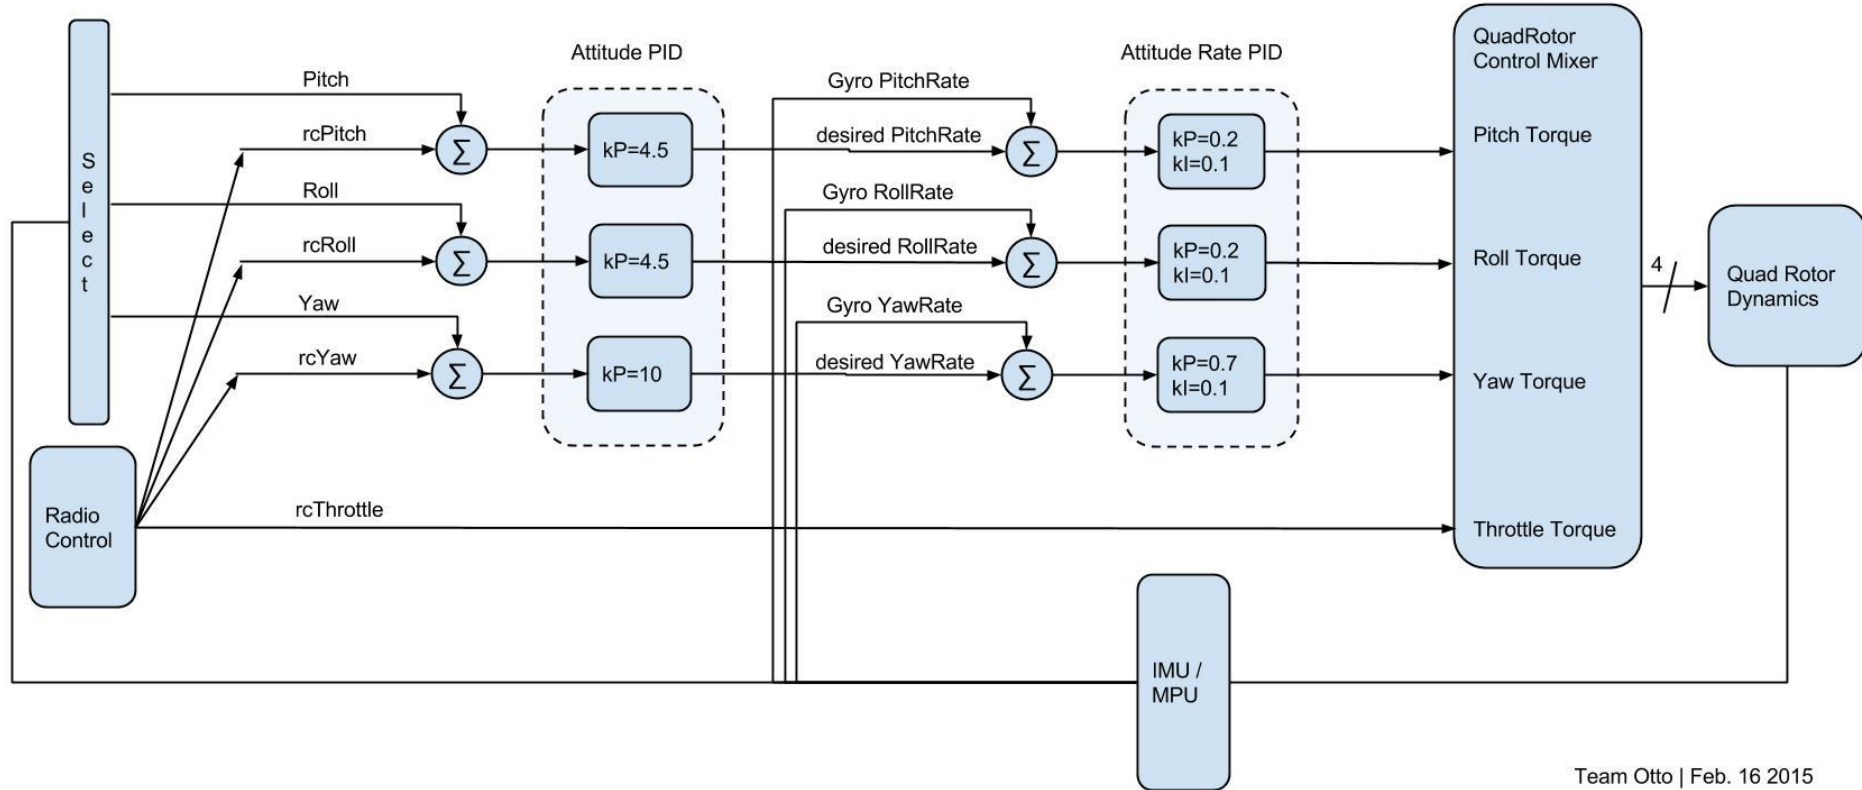 Attitude PID
Attitude Rate PID
QuadRotor
Control Mixer
Select
Pitch
rcPitch
Σ
kP=4.5
Gyro PitchRate
desired PitchRate
Σ
kP=0.2
kI=0.1
Pitch Torque
Roll
rcRoll
Σ
kP=4.5
Gyro RollRate
desired RollRate
Σ
kP=0.2
kI=0.1
Roll Torque
4
Quad Rotor
Dynamics
Yaw
rcYaw
Σ
kP=10
Gyro YawRate
desired YawRate
Σ
kP=0.7
kI=0.1
Yaw Torque
Radio
Control
rcThrottle
Throttle Torque
IMU /
MPU
Team Otto | Feb. 16 2015